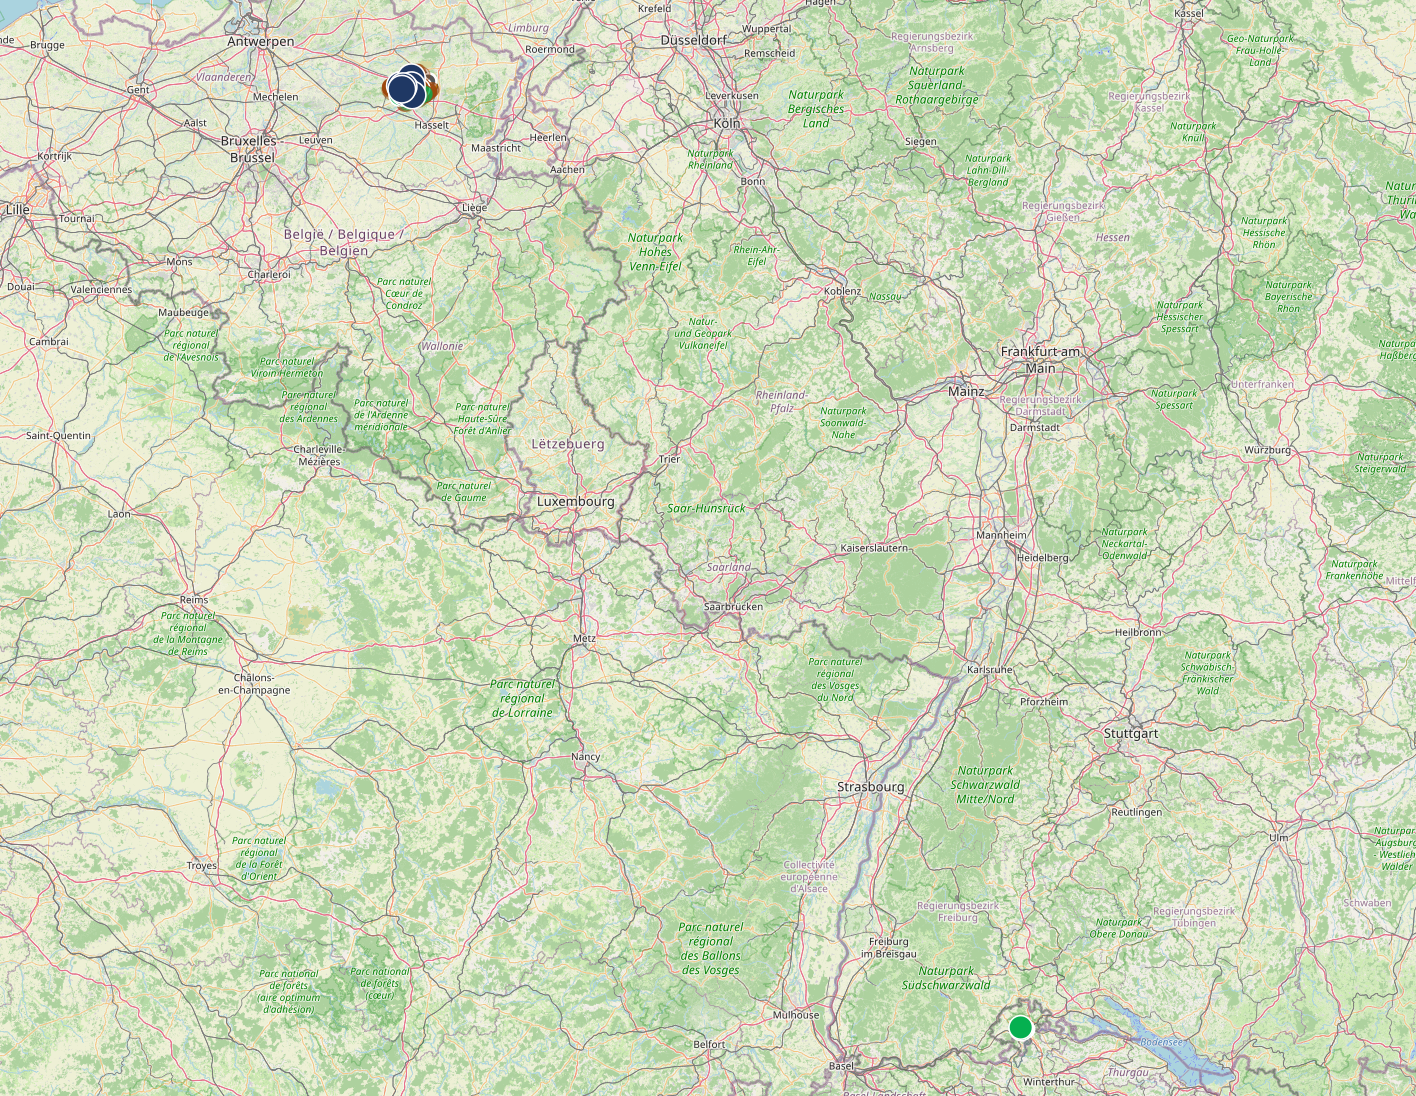 Krefeld
Hagen
Kassel
Limburg
Wuppertal
Antwerpen
Düsseldorf
Regierungsbezirk
Arnsberg
Geo-Naturpark
Frau-Holle-
Land
Brugge
Roermond
Remscheid
Vlaanderen
Naturpark
Sauerland-
Rothaargebirge
Gent
Mechelen
Leverkusen
Naturpark
Bergisches
Land
Regierungsbezirk
Kassel
Aalst
Hasselt
Köln
Naturpark
Knüll
Bruxelles
Brussel
Leuven
Heerlen
Maastricht
Siegen
Kortrijk
Aachen
Naturpark
Rheinland
Naturpark
Lahn-Dill-
Bergland
Bonn
Lille
Tournai
Liège
Regierungsbezirk
Gießen
België / Belgique /
Belgien
Naturpark
Hohes
Venn-Eifel
Rhein-Ahr-
Eifel
Hessen
Naturpark
Hessische
Rhön
Mons
Charleroi
Douai
Valenciennes
Parc naturel
Cœur de
Condroz
Koblenz
Nassau
Naturpark
Bayerische
Rhön
Maubeuge
Naturpark
Hessischer
Spessart
Cambrai
Parc naturel
régional
de l'Avesnois
Wallonie
Natur-
und Geopark
Vulkaneifel
Frankfurt am
Main
Parc naturel
Viroin Hermeton
Mainz
Unterfranken
Parc naturel
régional
des Ardennes
Parc naturel
de l'Ardenne
méridionale
Parc naturel
Haute-Sûre
Forêt d'Anlier
Rheinland-
Pfalz
Naturpark
Soonwald-
Nahe
Regierungsbezirk
Darmstadt
Naturpark
Spessart
Darmstadt
Saint-Quentin
Charleville-
Mézières
Lëtzebuerg
Trier
Würzburg
Naturpark
Steigerwald
Parc naturel
de Gaume
Luxembourg
Saar-Hunsrück
Laon
Mannheim
Kaiserslautern
Heidelberg
Naturpark
Neckartal-
Odenwald
Saarland
Naturpark
Frankenhöhe
Reims
Saarbrücken
Parc naturel
régional
de la Montagne
de Reims
Metz
Heilbronn
Châlons-
en-Champagne
Parc naturel
régional
de Lorraine
Parc naturel
régional
des Vosges
du Nord
Karlsruhe
Naturpark
Schwäbisch-
Fränkischer
Wald
Pforzheim
Stuttgart
Nancy
Strasbourg
Naturpark
Schwarzwald
Mitte/Nord
Reutlingen
Ulm
Troyes
Parc naturel
régional
de la Forêt
d'Orient
Collectivité
européenne
d'Alsace
Schwaben
Regierungsbezirk
Freiburg
Regierungsbezirk
Tübingen
Naturpark
Obere Donau
Parc naturel
régional
des Ballons
des Vosges
Freiburg
im Breisgau
Naturpark
Südschwarzwald
Parc national
de forêts
(aire optimum
d'adhésion)
Parc national
de forêts
(cœur)
Mulhouse
Belfort
Bodensee
Basel
Thurgau
Winterthur